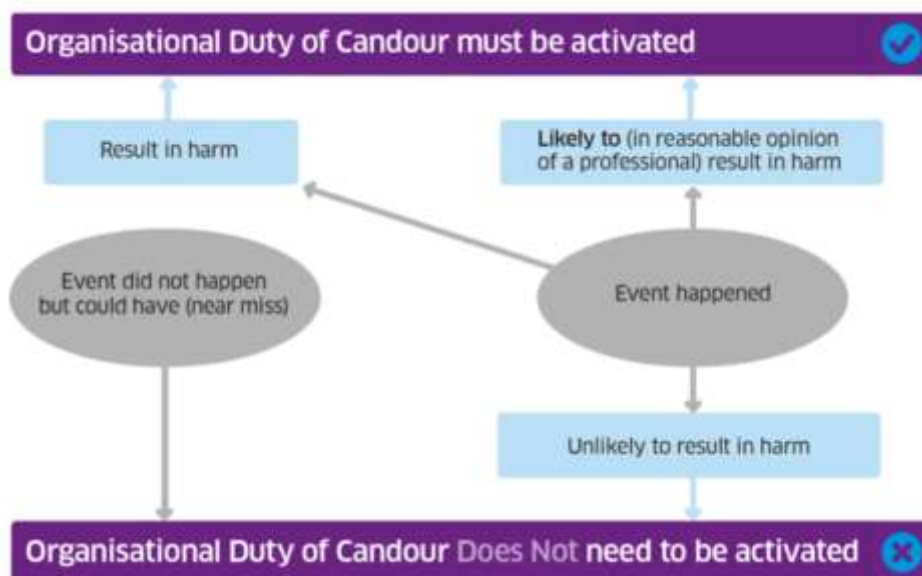 Organisational Duty of Candour must be activated
Result in harm
Likely to (in reasonable opinion
of a professional) result in harm
Event did not happen
but could have (near miss)
Event happened
Unlikely to result in harm
Organisational Duty of Candour Does Not need to be activated